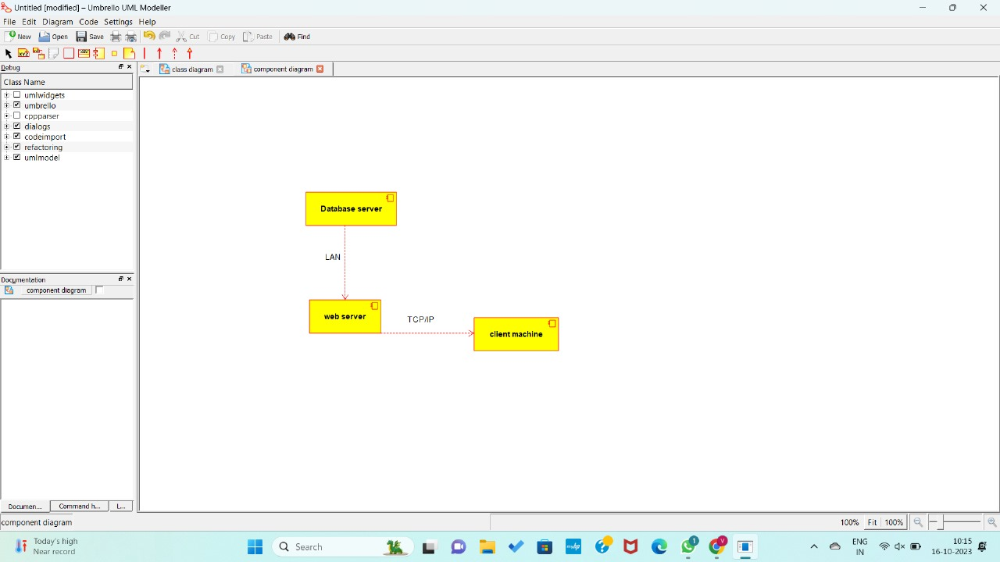 Untitled [modified] – Umbrello UML Modeller
File Edit Diagram Code Settings Help
New Open Save Cut Copy Paste Find
Debug
class diagram component diagram
Class Name
umlwidgets
umbrello
cppparser
dialogs
codeimport
refactoring
umlmodel
Database server
LAN
web server
TCP/IP
client machine
Documentation
component diagram
Documen... Command h... L...
component diagram
100% Fit 100%
Today's high
Near record
Search
ENG
IN
10:15
16-10-2023